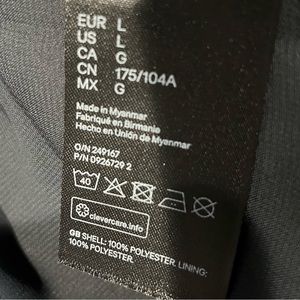 EUR L
US L
CA G
CN 175/104A
MX G
Made in Myanmar
Fabriqué en Birmanie
Hecho en Unión de Myanmar
O/N 249167
P/N 0926729 2
40
clevercare.info
GB SHELL: 100% POLYESTER. LINING:
100% POLYESTER.